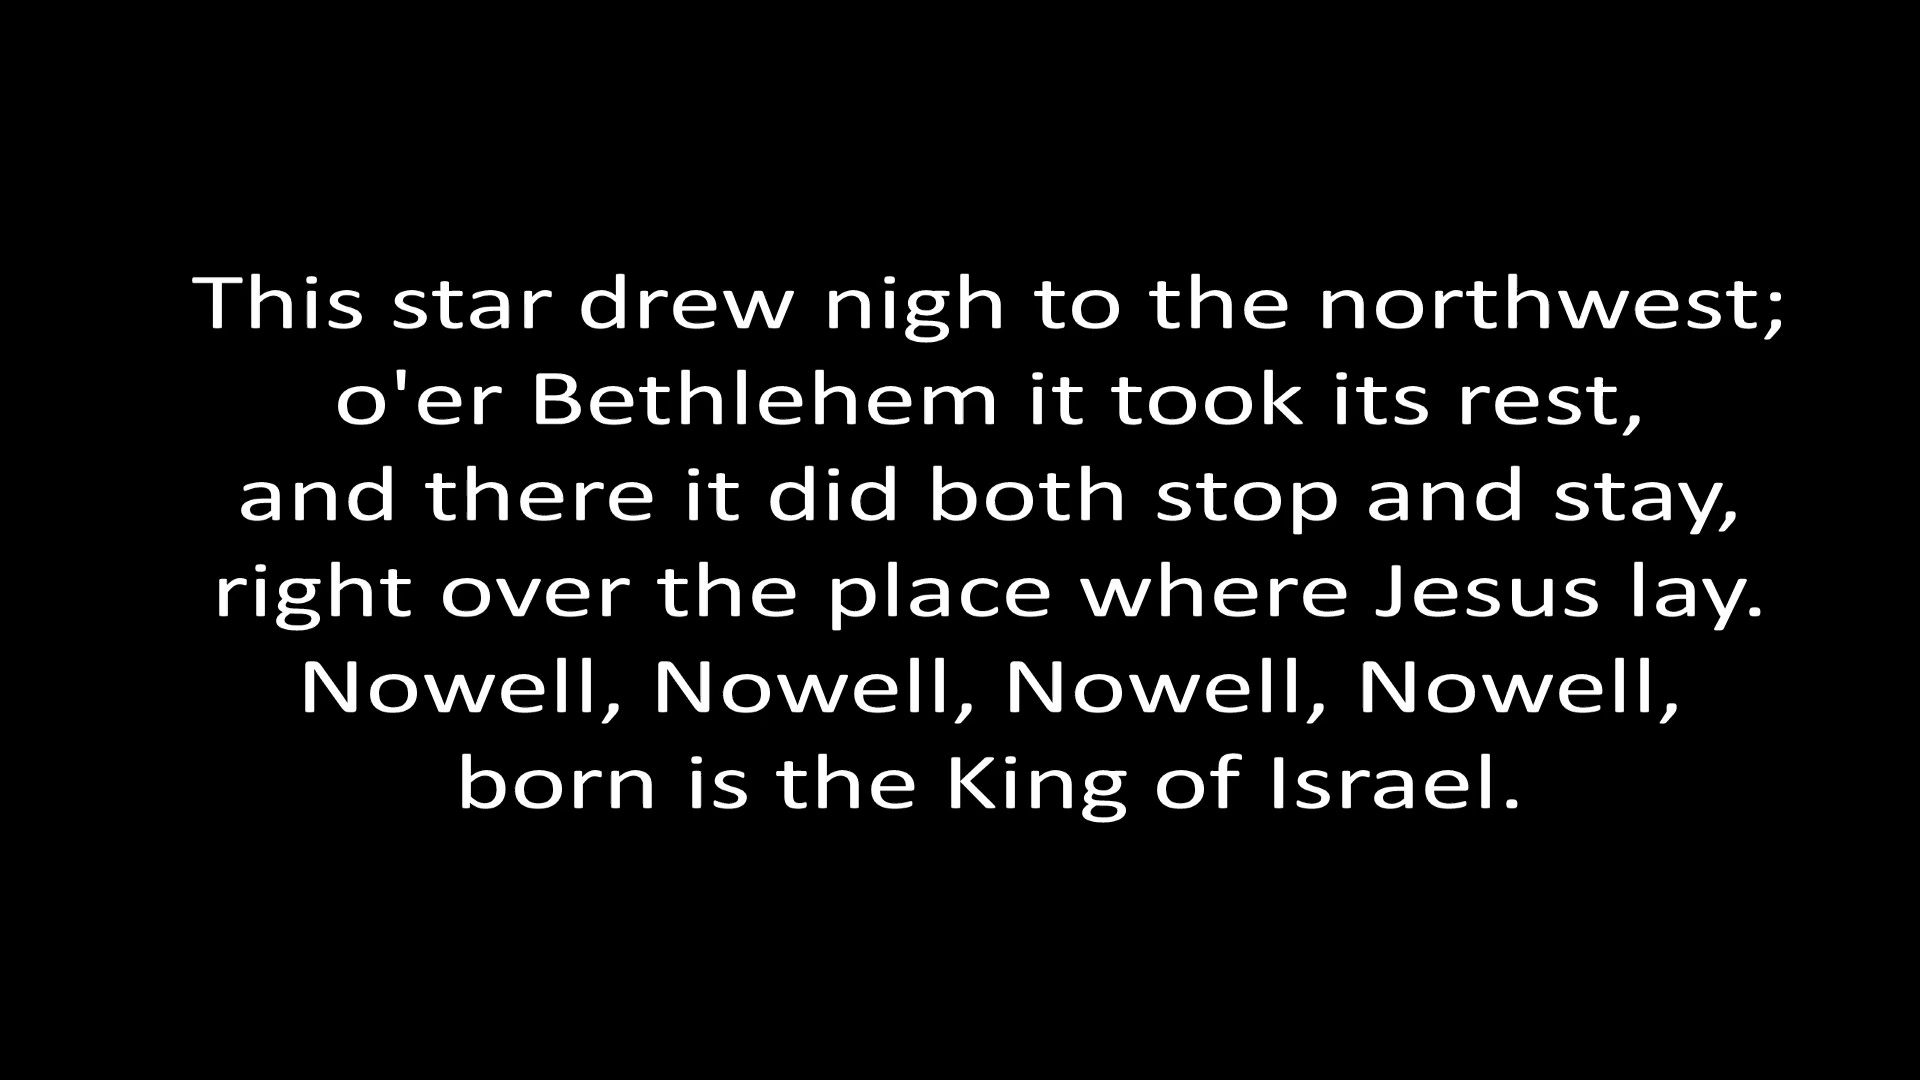 This star drew nigh to the northwest;
o'er Bethlehem it took its rest,
and there it did both stop and stay,
right over the place where Jesus lay.
Nowell, Nowell, Nowell, Nowell,
born is the King of Israel.